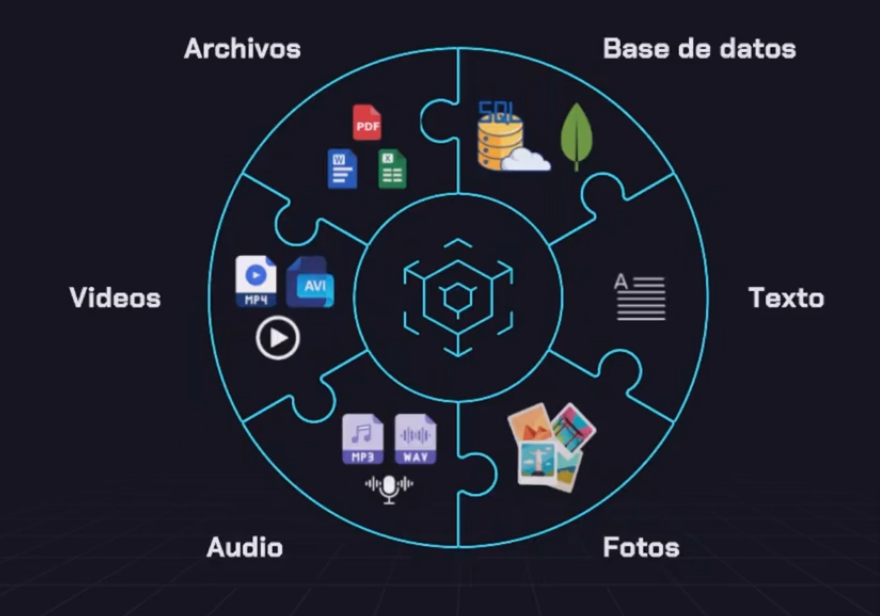 Archivos
Base de datos
PDF
SQL
W
X
Videos
MP4
AVI
A
Texto
MP3
WAV
Audio
Fotos